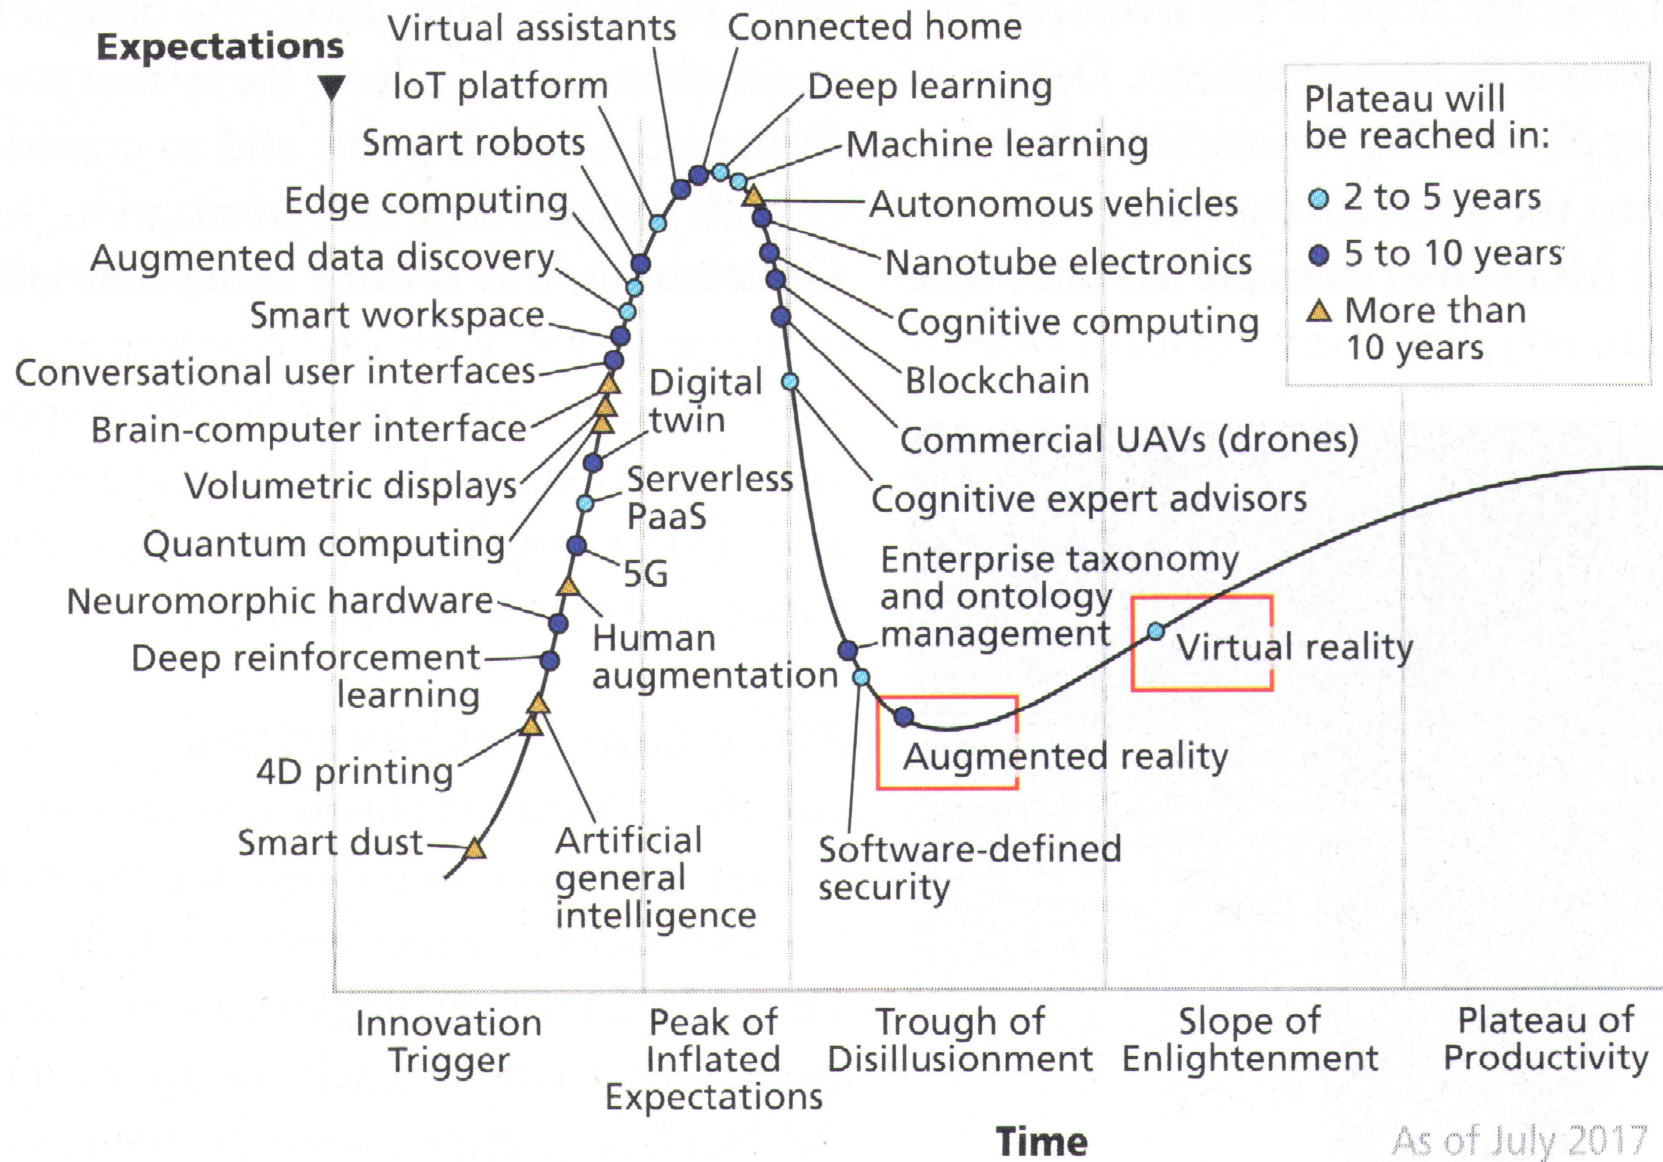 Expectations
Virtual assistants
Connected home
IoT platform
Deep learning
Smart robots
Machine learning
Edge computing
Autonomous vehicles
Augmented data discovery
Nanotube electronics
Smart workspace
Cognitive computing
Conversational user interfaces
Blockchain
Brain-computer interface
Commercial UAVs (drones)
Volumetric displays
Cognitive expert advisors
Quantum computing
Digital
twin
Serverless
PaaS
5G
Neuromorphic hardware
Human
augmentation
Deep reinforcement
learning
Enterprise taxonomy
and ontology
management
Virtual reality
Augmented reality
4D printing
Smart dust
Artificial
general
intelligence
Software-defined
security
Plateau will
be reached in:
2 to 5 years
5 to 10 years
More than
10 years
Innovation
Trigger
Peak of
Inflated
Expectations
Trough of
Disillusionment
Slope of
Enlightenment
Plateau of
Productivity
Time
As of July 2017